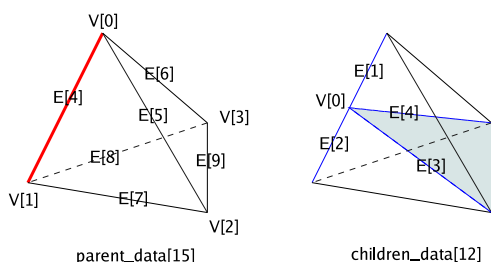 V[0]
E[6]
E[4]
E[5]
V[3]
E[8]
E[9]
V[1]
E[7]
V[2]
parent_data[15]
E[1]
V[0]
E[4]
E[2]
E[3]
children_data[12]